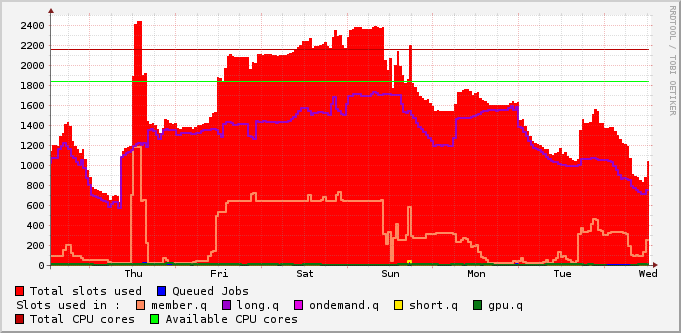 RRDTOOL / TOBI OETIKER
2400
2200
2000
1800
1600
1400
1200
1000
800
600
400
200
0
Thu Fri Sat Sun Mon Tue Wed
Total slots used Queued Jobs
Slots used in : member.q long.q ondemand.q short.q gpu.q
Total CPU cores Available CPU cores